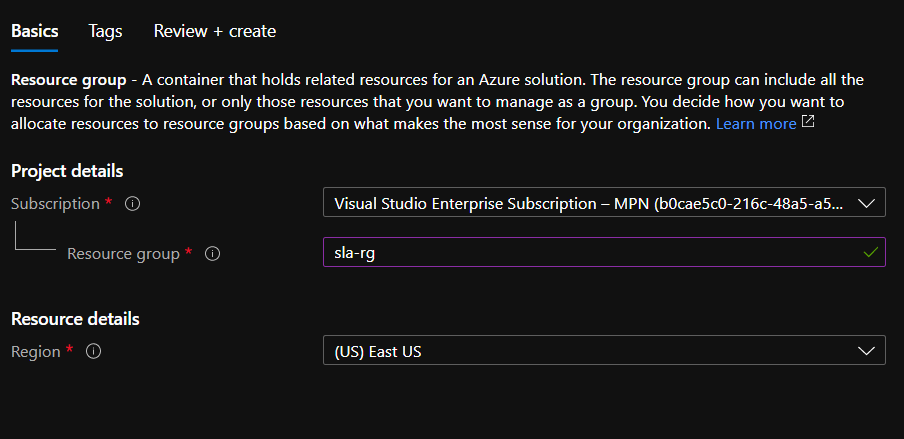 Basics Tags Review + create
Resource group - A container that holds related resources for an Azure solution. The resource group can include all the
resources for the solution, or only those resources that you want to manage as a group. You decide how you want to
allocate resources to resource groups based on what makes the most sense for your organization. Learn more
Project details
Subscription * Visual Studio Enterprise Subscription – MPN (b0cae5c0-216c-48a5-a5...
Resource group * sla-rg
Resource details
Region * (US) East US